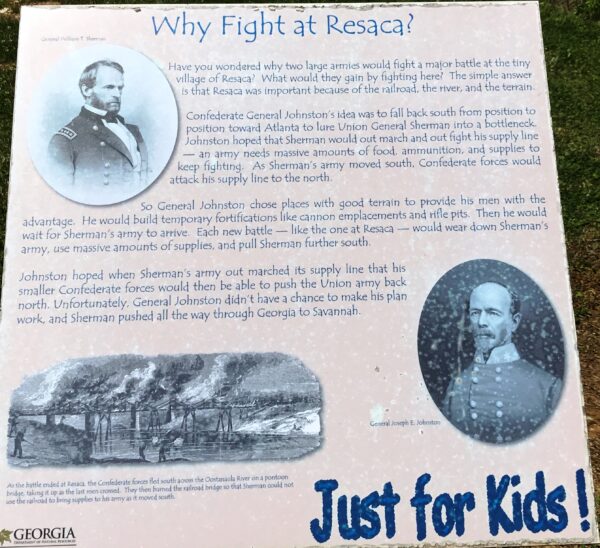 Why Fight at Resaca?
General William T. Sherman
Have you wondered why two large armies would fight a major battle at the tiny
village of Resaca? What would they gain by fighting here? The simple answer
is that Resaca was important because of the railroad, the river, and the terrain.
Confederate General Johnston's idea was to fall back south from position to
position toward Atlanta to lure Union General Sherman into a bottleneck.
Johnston hoped that Sherman would out march and out fight his supply line
— an army needs massive amounts of food, ammunition, and supplies to
keep fighting. As Sherman's army moved south, Confederate forces would
attack his supply line to the north.
So General Johnston chose places with good terrain to provide his men with the
advantage. He would build temporary fortifications like cannon emplacements and rifle pits. Then he would
wait for Sherman's army to arrive. Each new battle — like the one at Resaca — would wear down Sherman's
army, use massive amounts of supplies, and pull Sherman further south.
Johnston hoped when Sherman's army out marched its supply line that his
smaller Confederate forces would then be able to push the Union army back
north. Unfortunately, General Johnston didn't have a chance to make his plan
work, and Sherman pushed all the way through Georgia to Savannah.
General Joseph E. Johnston
As the battle ended at Resaca, the Confederate forces fled south across the Oostanaula River on a pontoon
bridge, taking it up as the last men crossed. They then burned the railroad bridge so that Sherman could not
use the railroad to bring supplies to his army as it moved south.
Just for Kids!
GEORGIA
DEPARTMENT OF NATURAL RESOURCES